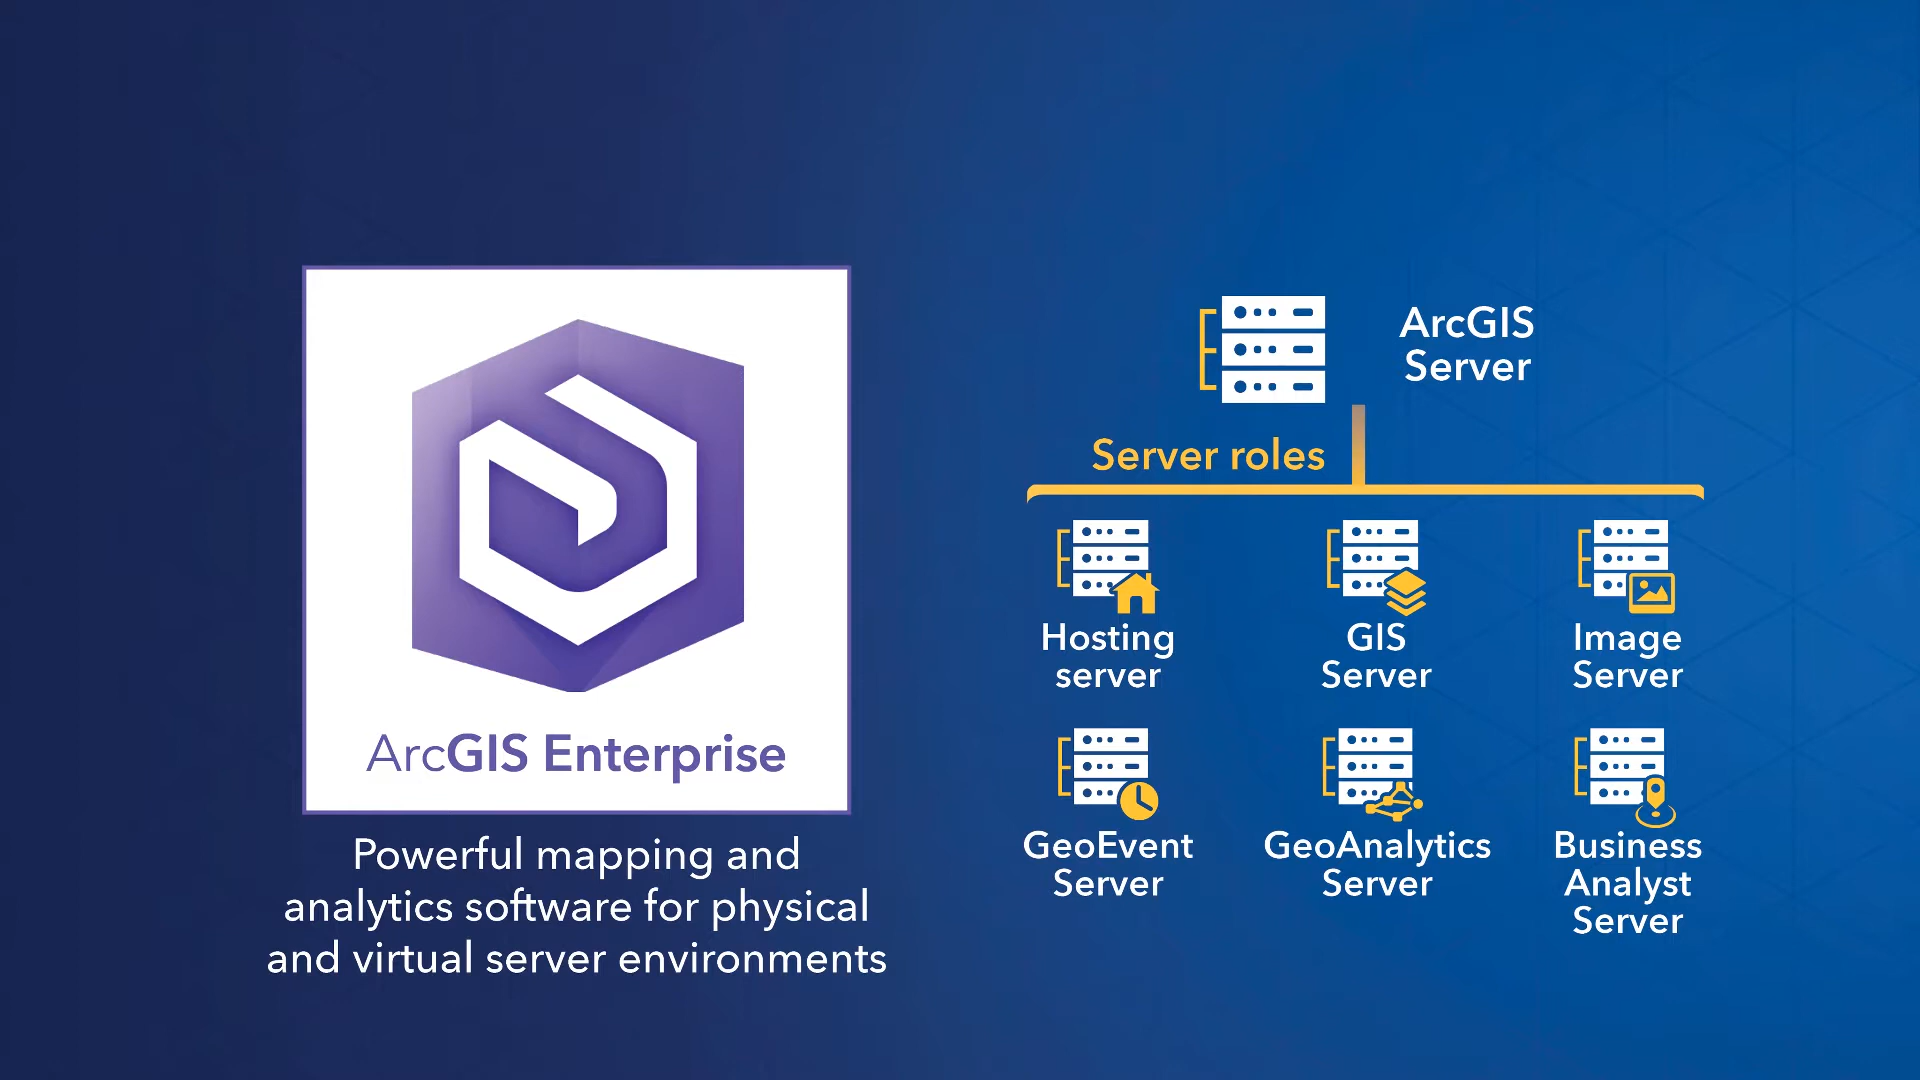 ArcGIS Enterprise
Powerful mapping and
analytics software for physical
and virtual server environments
ArcGIS
Server
Server roles
Hosting
server
GIS
Server
Image
Server
GeoEvent
Server
GeoAnalytics
Server
Business
Analyst
Server